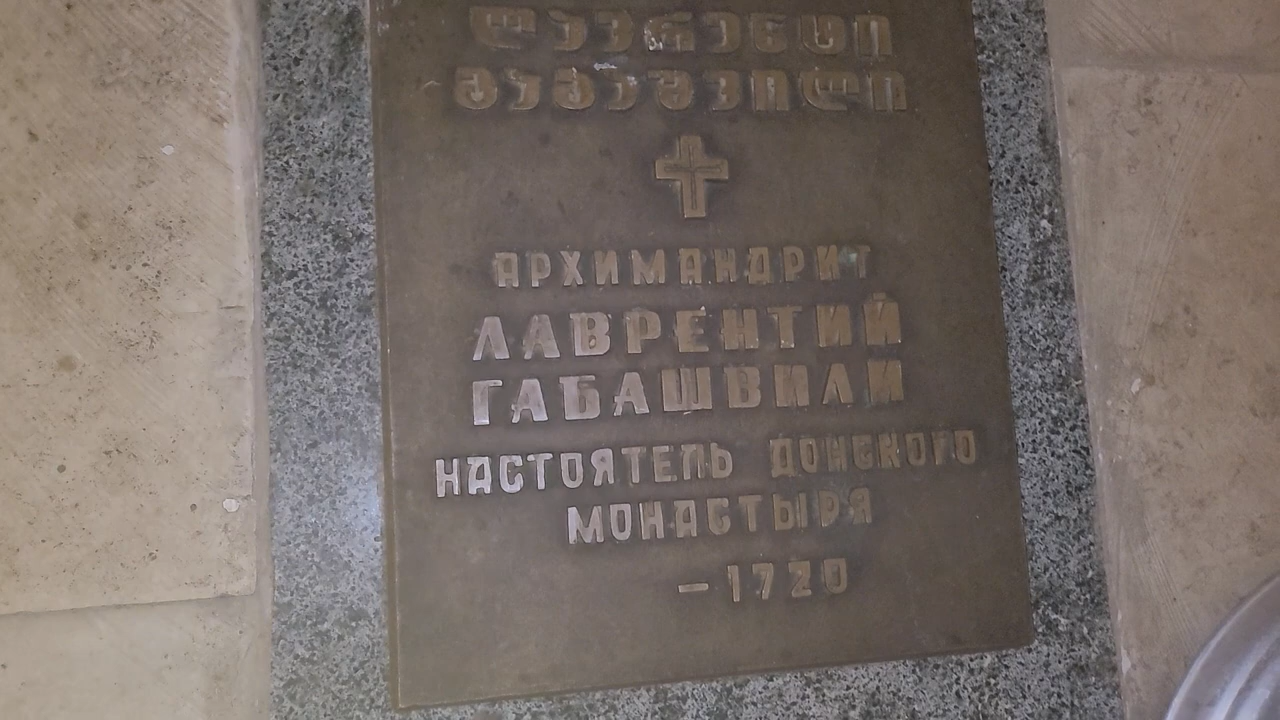 ლავრენტი
გაბაშვილი
АРХИМАНДРИТ
ЛАВРЕНТИЙ
ГАБАШВИЛИ
НАСТОЯТЕЛЬ ДОНСКОГО
МОНАСТЫРЯ
–1720